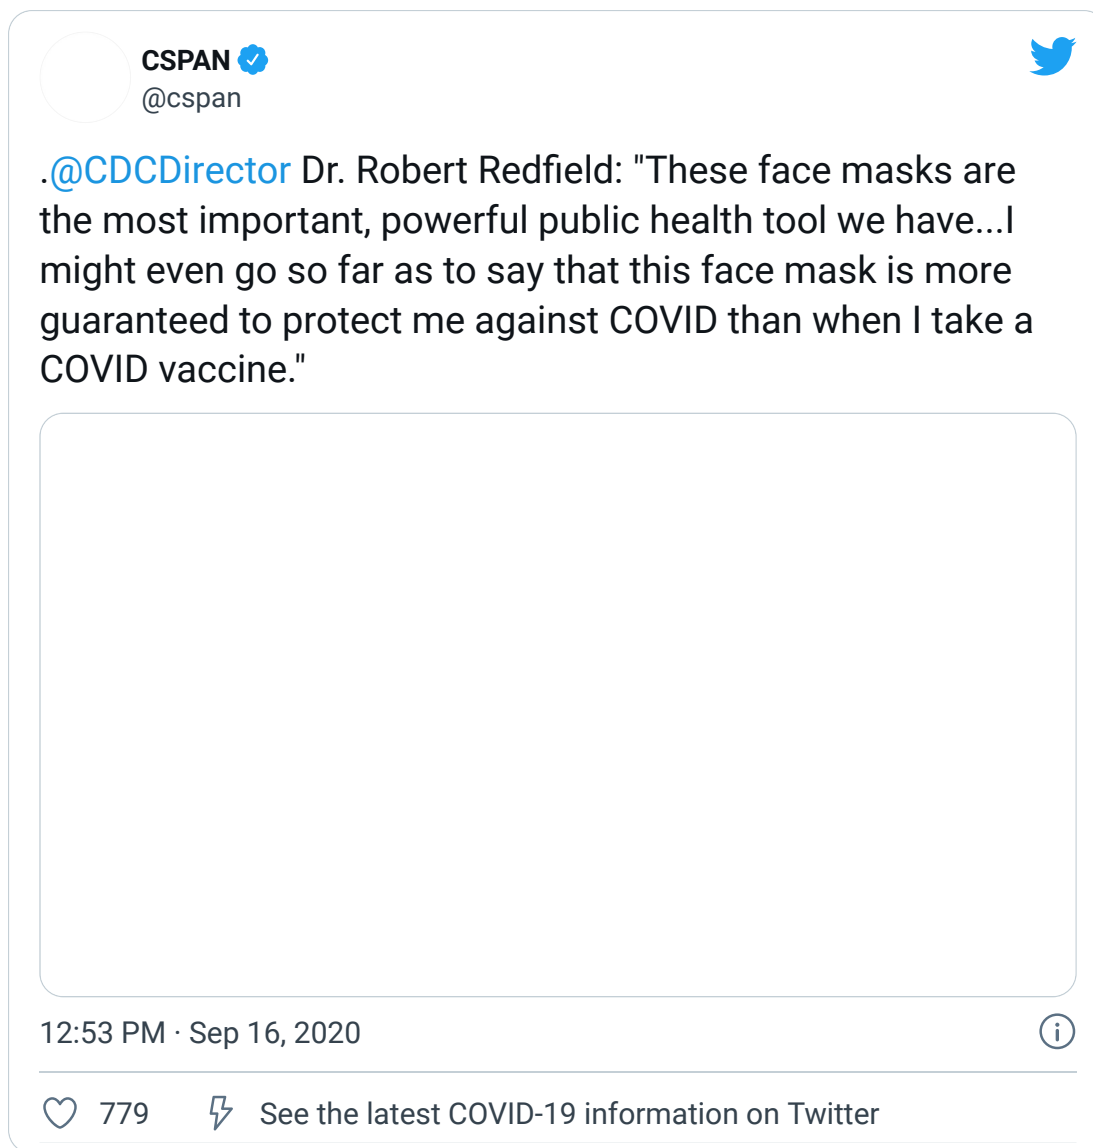 CSPAN
@cspan
.@CDCDirector Dr. Robert Redfield: "These face masks are
the most important, powerful public health tool we have...I
might even go so far as to say that this face mask is more
guaranteed to protect me against COVID than when I take a
COVID vaccine."
12:53 PM · Sep 16, 2020
779 See the latest COVID-19 information on Twitter